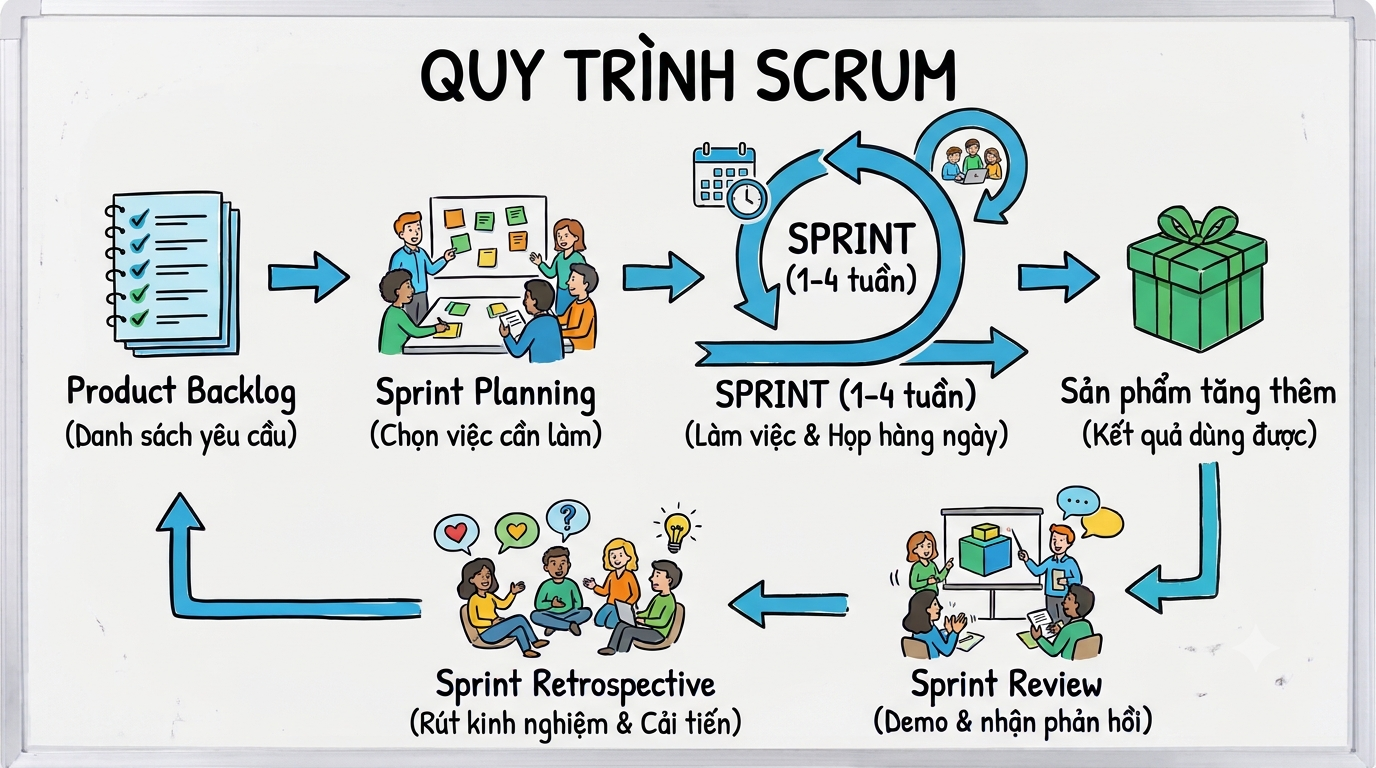 QUY TRÌNH SCRUM
SPRINT
(1-4 tuần)
Product Backlog
(Danh sách yêu cầu)
Sprint Planning
(Chọn việc cần làm)
SPRINT (1-4 tuần)
(Làm việc & Họp hàng ngày)
Sản phẩm tăng thêm
(Kết quả dùng được)
Sprint Retrospective
(Rút kinh nghiệm & Cải tiến)
Sprint Review
(Demo & nhận phản hồi)